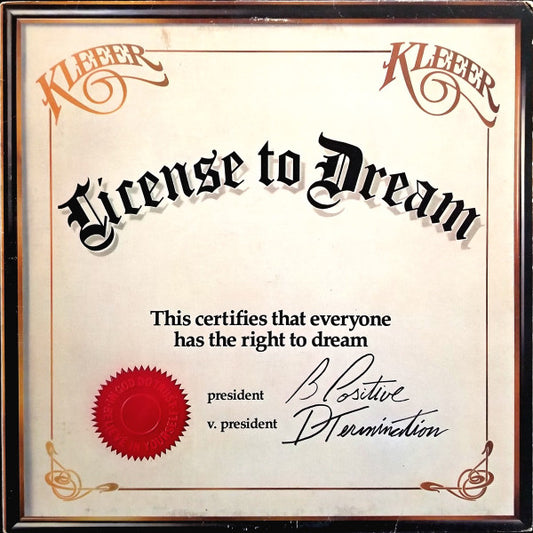 KLEEER
KLEEER
License to Dream
This certifies that everyone
has the right to dream
president B Positive
v. president D Termination